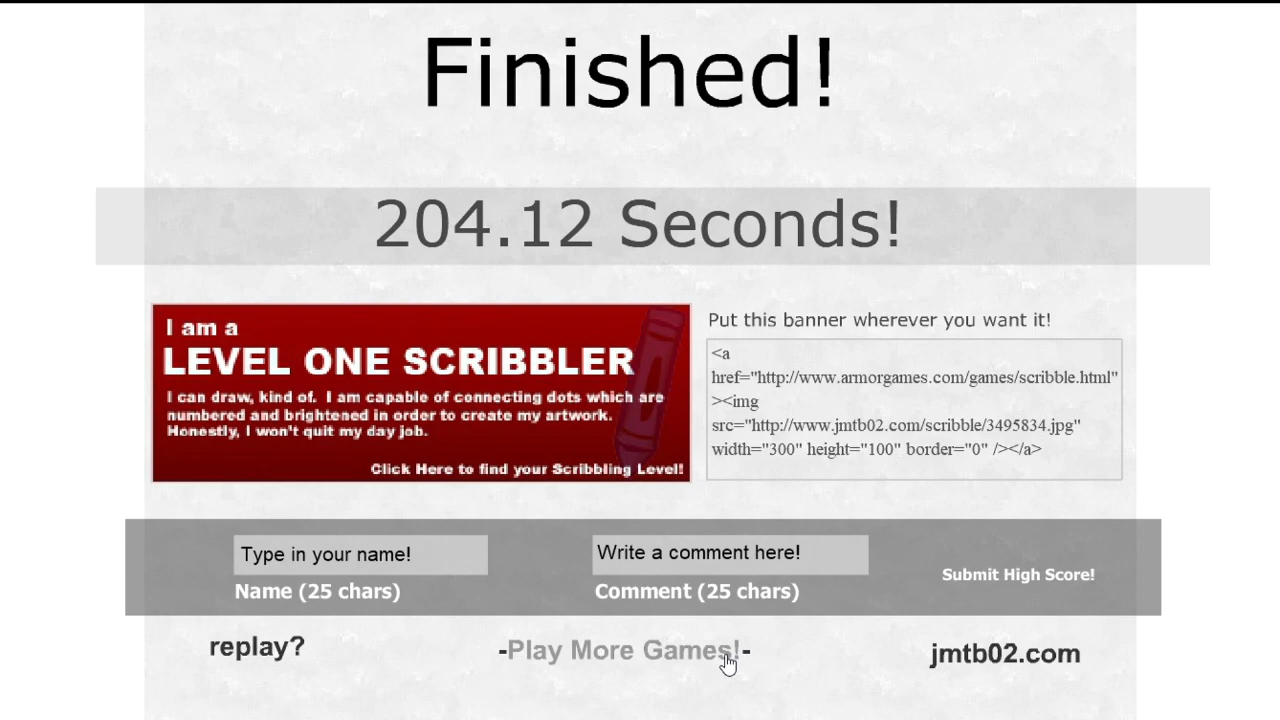 Finished!
204.12 Seconds!
I am a
LEVEL ONE SCRIBBLER
I can draw, kind of. I am capable of connecting dots which are
numbered and brightened in order to create my artwork.
Honestly, I won't quit my day job.
Click Here to find your Scribbling Level!
Put this banner wherever you want it!
<a
href="http://www.armorgames.com/games/scribble.html"
><img
src="http://www.jmtb02.com/scribble/3495834.jpg"
width="300" height="100" border="0" /></a>
Type in your name!
Name (25 chars)
Write a comment here!
Comment (25 chars)
Submit High Score!
replay?
-Play More Games!-
jmtb02.com